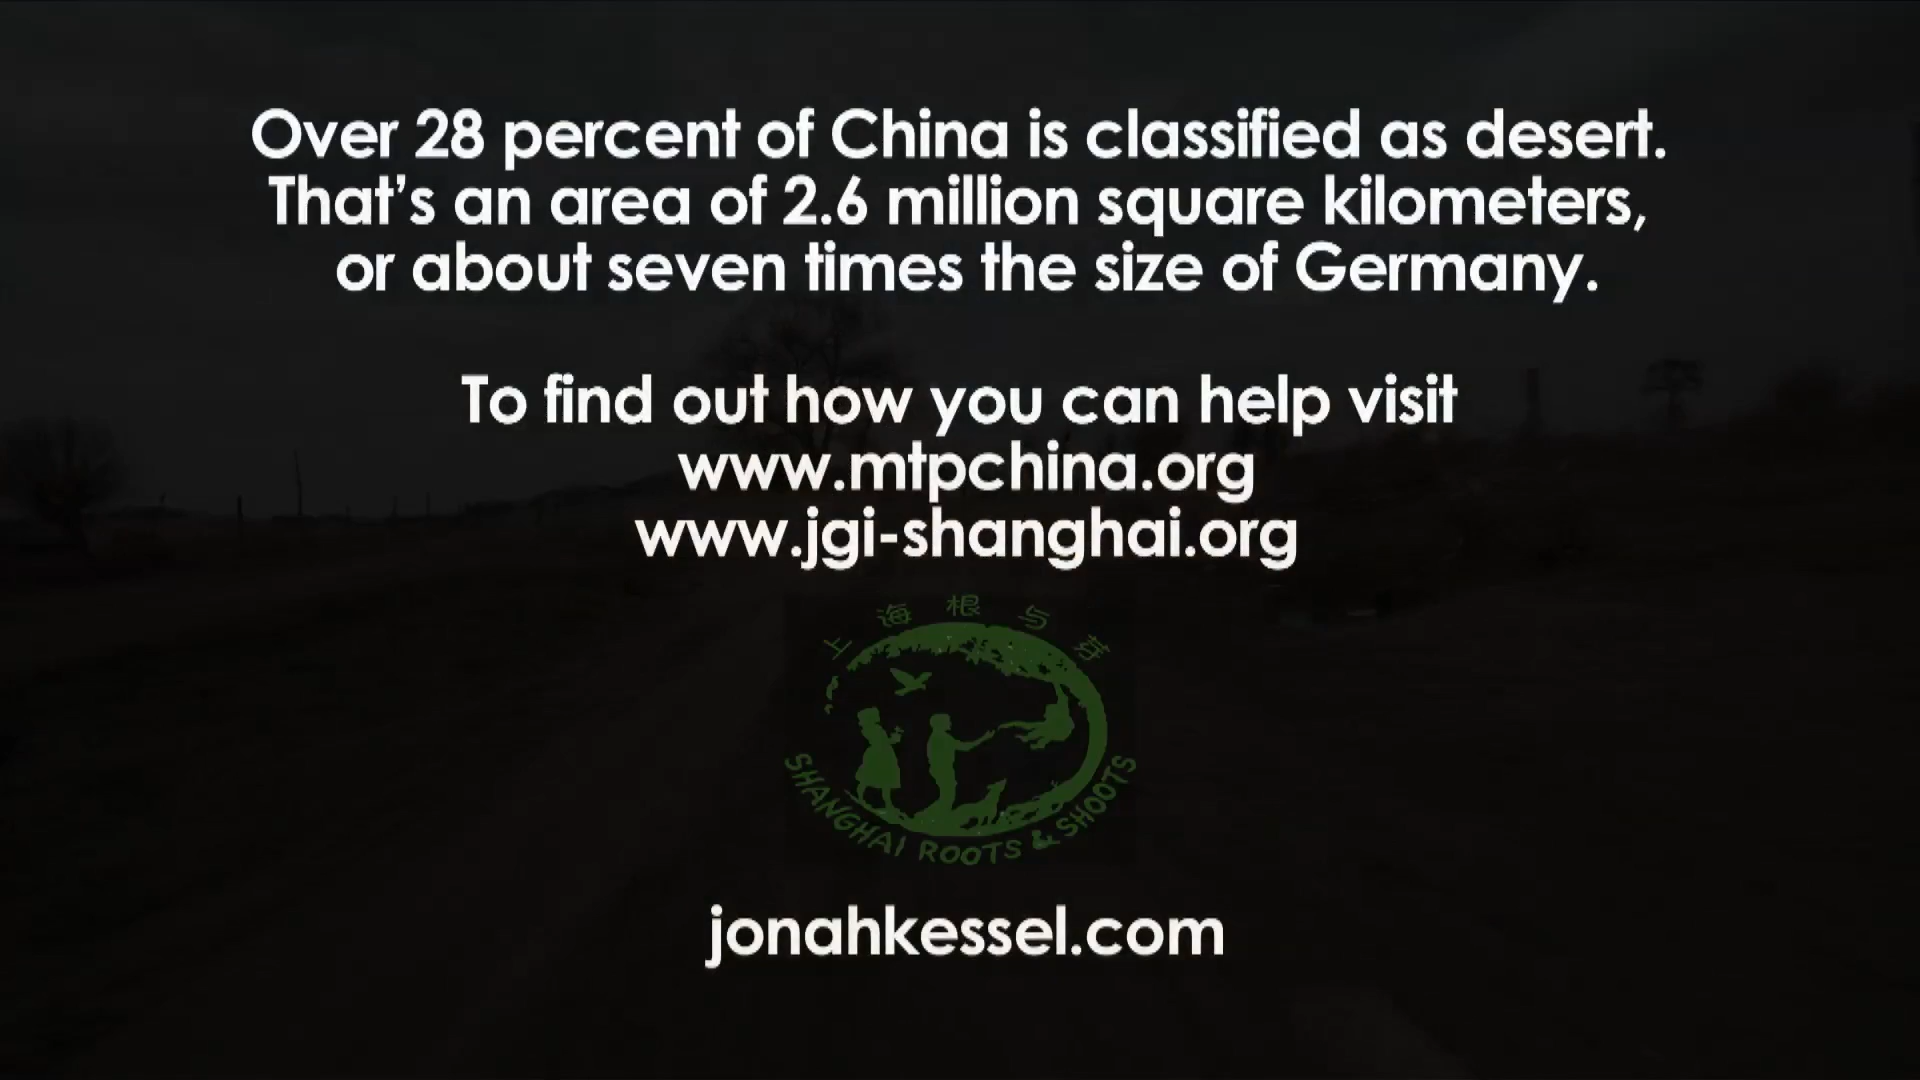 Over 28 percent of China is classified as desert.
That’s an area of 2.6 million square kilometers,
or about seven times the size of Germany.
To find out how you can help visit
www.mtpchina.org
www.jgi-shanghai.org
上海根与芽
SHANGHAI ROOTS & SHOOTS
jonahkessel.com